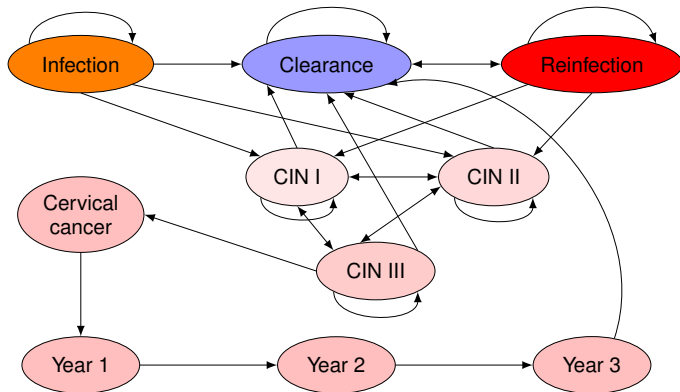 Infection
Clearance
Reinfection
CIN I
CIN II
Cervical
cancer
CIN III
Year 1
Year 2
Year 3